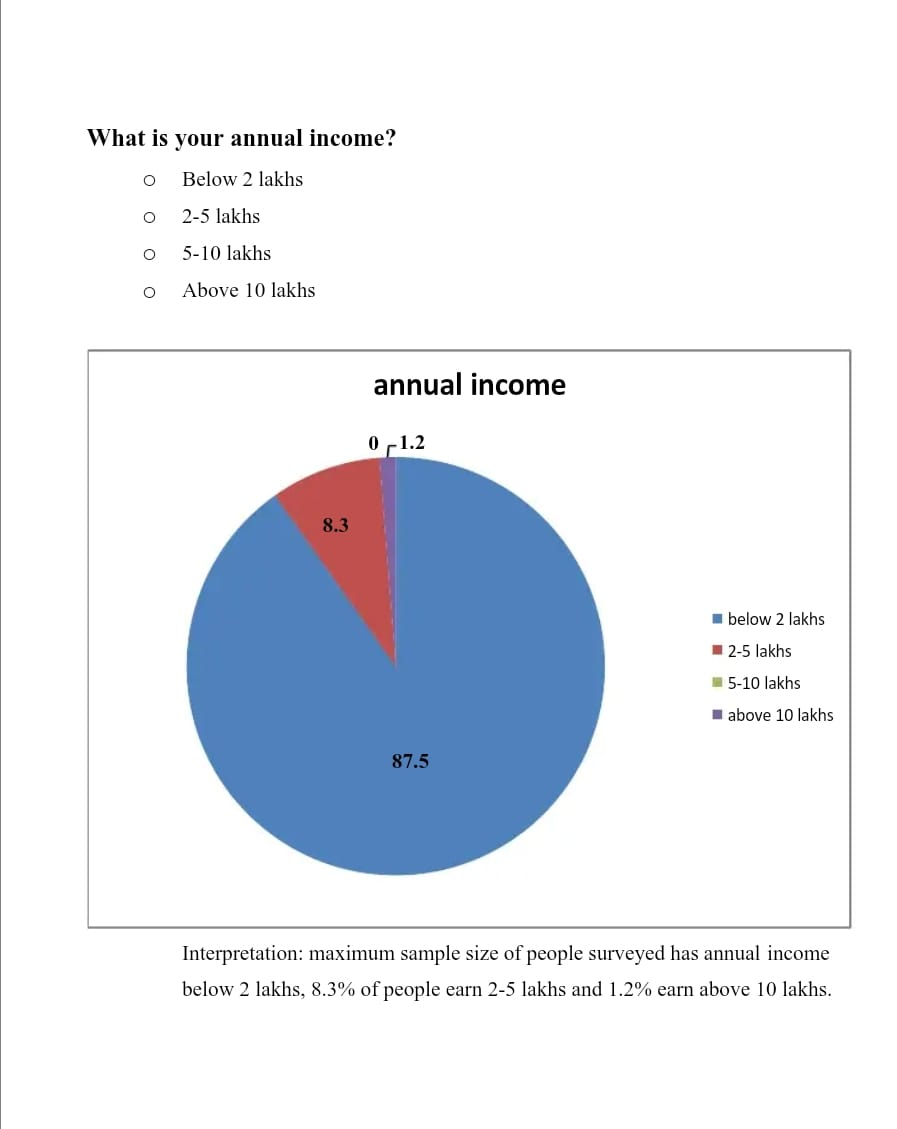 What is your annual income?
o Below 2 lakhs
o 2-5 lakhs
o 5-10 lakhs
o Above 10 lakhs
annual income
0 1.2
8.3
87.5
below 2 lakhs
2-5 lakhs
5-10 lakhs
above 10 lakhs
Interpretation: maximum sample size of people surveyed has annual income
below 2 lakhs, 8.3% of people earn 2-5 lakhs and 1.2% earn above 10 lakhs.